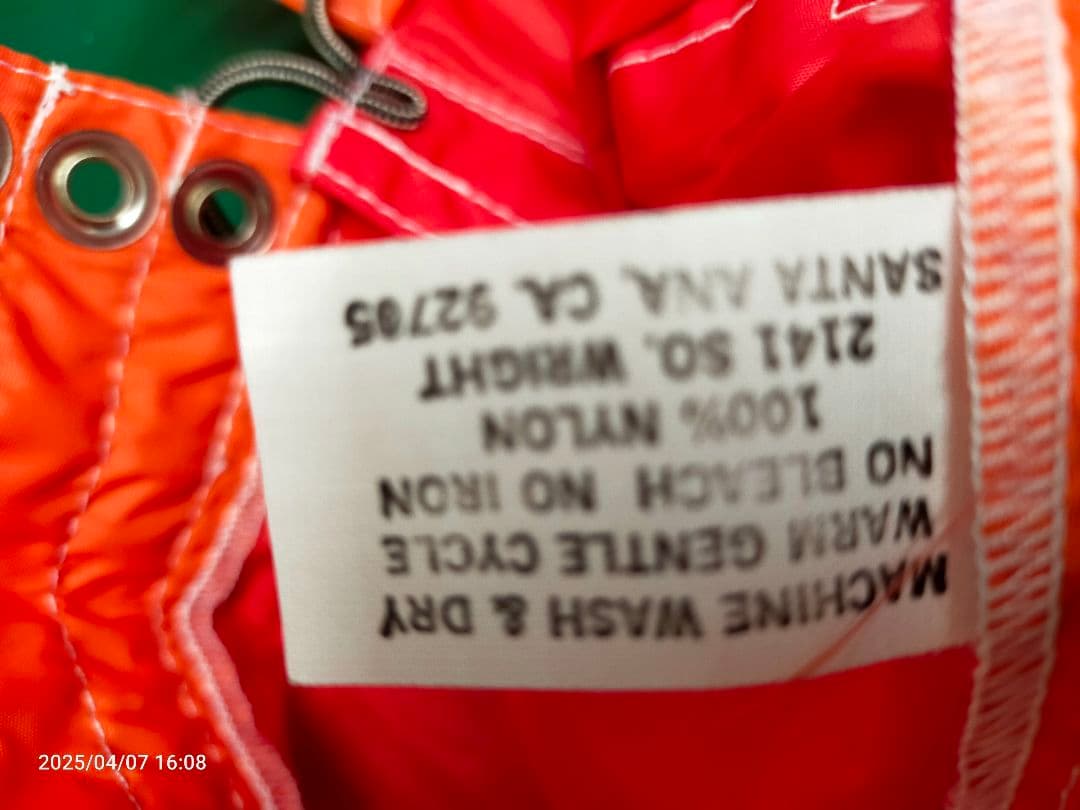 MACHINE WASH & DRY
WARM GENTLE CYCLE
NO BLEACH NO IRON
100% NYLON
2141 SO. WRIGHT
SANTA ANA, CA. 92705
2025/04/07 16:08